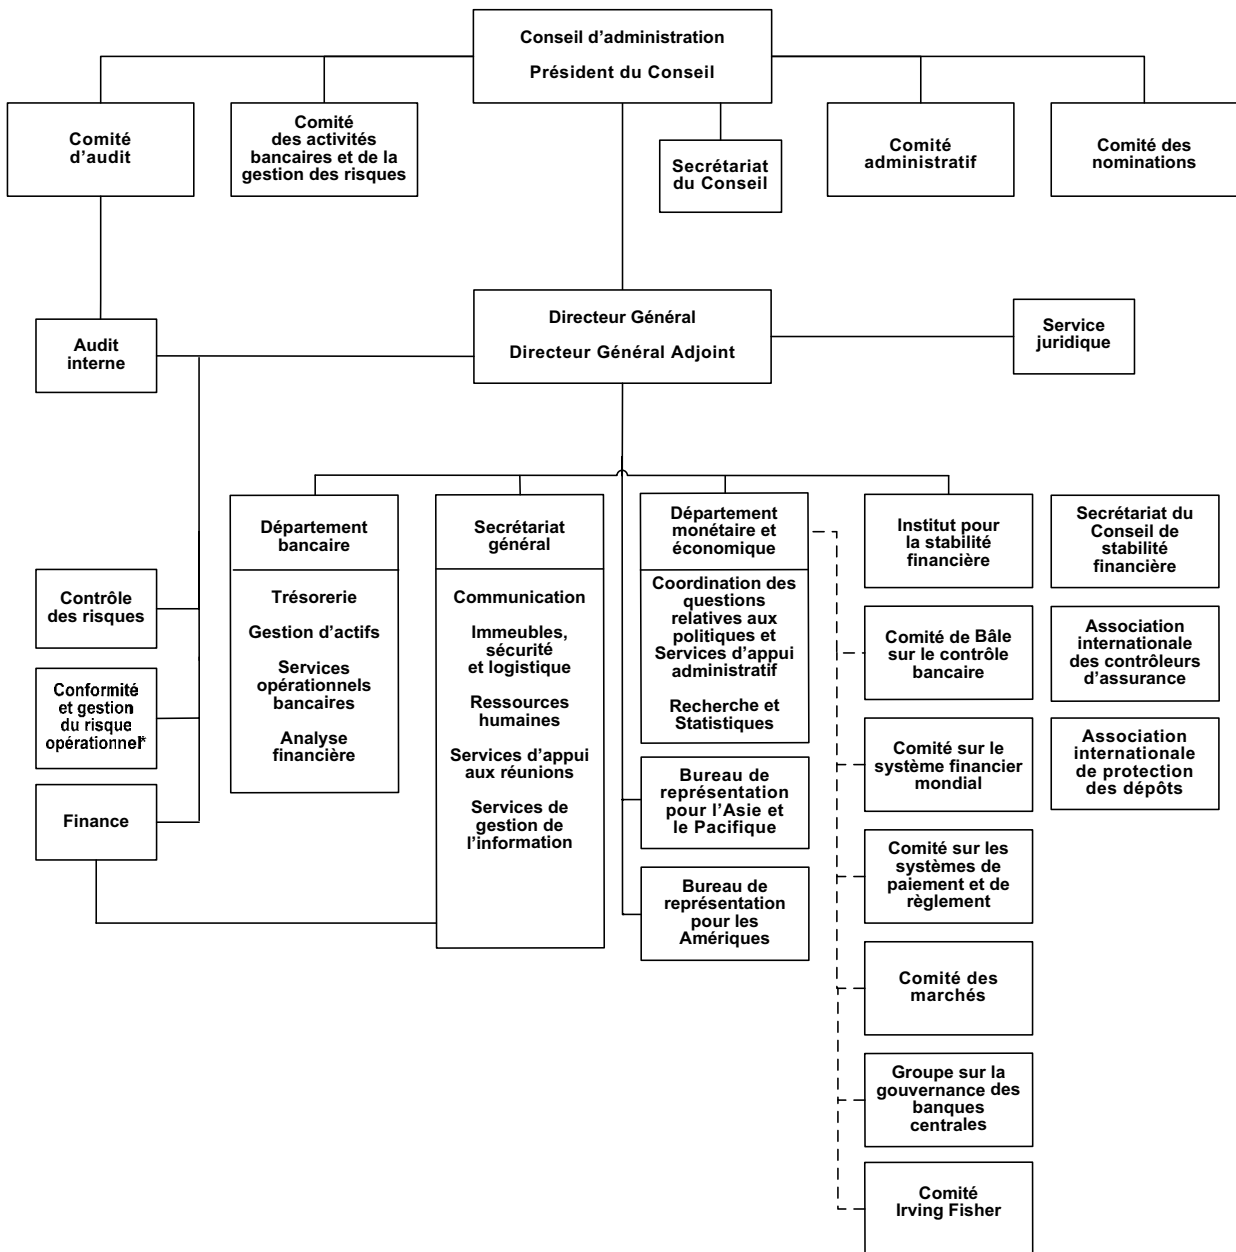 Conseil d'administration
Président du Conseil
Comité
d'audit
Comité
des activités
bancaires et de la
gestion des risques
Secrétariat
du Conseil
Comité
administratif
Comité des
nominations
Audit
interne
Directeur Général
Directeur Général Adjoint
Service
juridique
Contrôle
des risques
Conformité
et gestion
du risque
opérationnel*
Finance
Département
bancaire
Trésorerie
Gestion d'actifs
Services
opérationnels
bancaires
Analyse
financière
Secrétariat
général
Communication
Immeubles,
sécurité
et logistique
Ressources
humaines
Services d'appui
aux réunions
Services de
gestion de
l'information
Département
monétaire et
économique
Coordination des
questions
relatives aux
politiques et
Services d'appui
administratif
Recherche et
Statistiques
Bureau de
représentation
pour l'Asie et
le Pacifique
Bureau de
représentation
pour les
Amériques
Institut pour
la stabilité
financière
Comité de Bâle
sur le contrôle
bancaire
Comité sur le
système financier
mondial
Comité sur les
systèmes de
paiement et de
règlement
Comité des
marchés
Groupe sur la
gouvernance des
banques
centrales
Comité
Irving Fisher
Secrétariat du
Conseil de
stabilité
financière
Association
internationale
des contrôleurs
d'assurance
Association
internationale
de protection
des dépôts